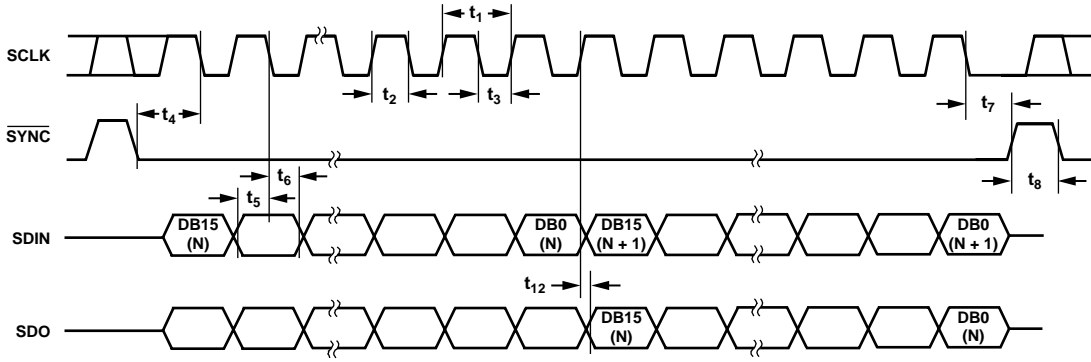 SCLK
t1
t2
t3
t4
t7
SYNC
t8
t6
t5
SDIN
DB15
(N)
DB0
(N)
DB15
(N + 1)
DB0
(N + 1)
t12
SDO
DB15
(N)
DB0
(N)